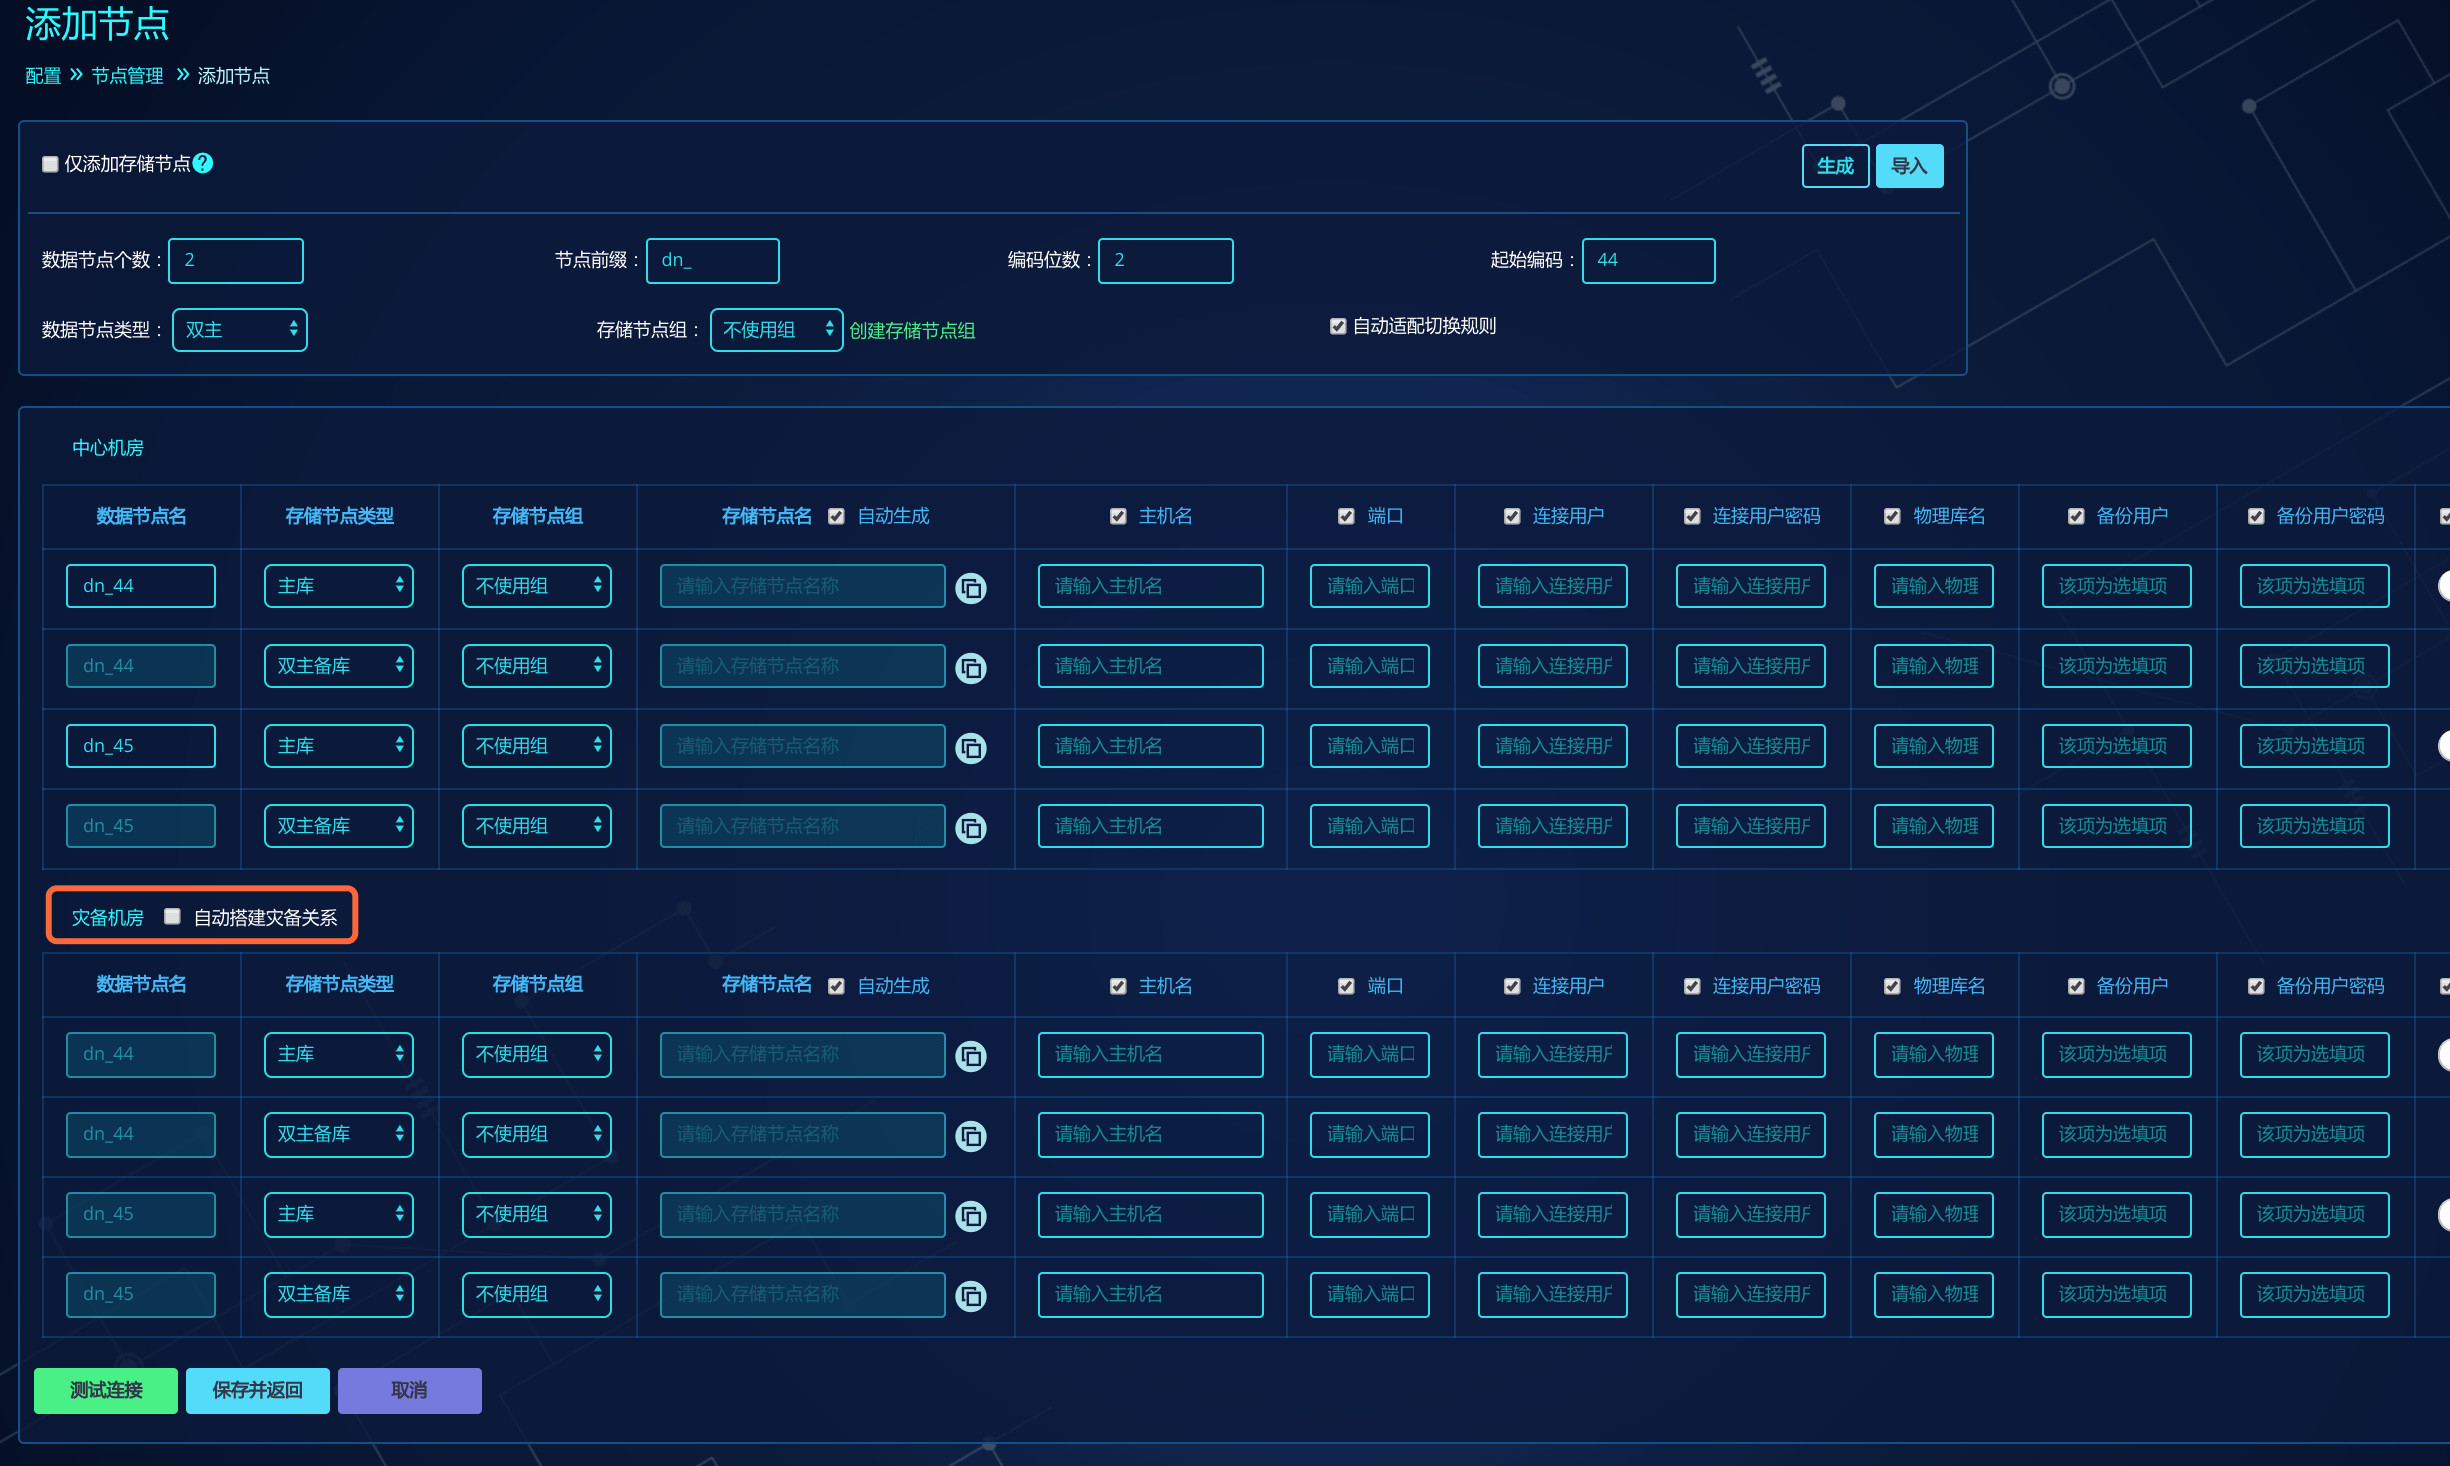 添加节点
配置 » 节点管理 » 添加节点
仅添加存储节点 ?
生成 导入
数据节点个数： 2 节点前缀： dn_ 编码位数： 2 起始编码： 44
数据节点类型： 双主 存储节点组： 不使用组 创建存储节点组 自动适配切换规则
中心机房
数据节点名 存储节点类型 存储节点组 存储节点名 自动生成 主机名 端口 连接用户 连接用户密码 物理库名 备份用户 备份用户密码
dn_44 主库 不使用组 请输入存储节点名称 请输入主机名 请输入端口 请输入连接用户 请输入连接用户 请输入物理 该项为选填项 该项为选填项
dn_44 双主备库 不使用组 请输入存储节点名称 请输入主机名 请输入端口 请输入连接用户 请输入连接用户 请输入物理 该项为选填项 该项为选填项
dn_45 主库 不使用组 请输入存储节点名称 请输入主机名 请输入端口 请输入连接用户 请输入连接用户 请输入物理 该项为选填项 该项为选填项
dn_45 双主备库 不使用组 请输入存储节点名称 请输入主机名 请输入端口 请输入连接用户 请输入连接用户 请输入物理 该项为选填项 该项为选填项
灾备机房 自动搭建灾备关系
数据节点名 存储节点类型 存储节点组 存储节点名 自动生成 主机名 端口 连接用户 连接用户密码 物理库名 备份用户 备份用户密码
dn_44 主库 不使用组 请输入存储节点名称 请输入主机名 请输入端口 请输入连接用户 请输入连接用户 请输入物理 该项为选填项 该项为选填项
dn_44 双主备库 不使用组 请输入存储节点名称 请输入主机名 请输入端口 请输入连接用户 请输入连接用户 请输入物理 该项为选填项 该项为选填项
dn_45 主库 不使用组 请输入存储节点名称 请输入主机名 请输入端口 请输入连接用户 请输入连接用户 请输入物理 该项为选填项 该项为选填项
dn_45 双主备库 不使用组 请输入存储节点名称 请输入主机名 请输入端口 请输入连接用户 请输入连接用户 请输入物理 该项为选填项 该项为选填项
测试连接 保存并返回 取消